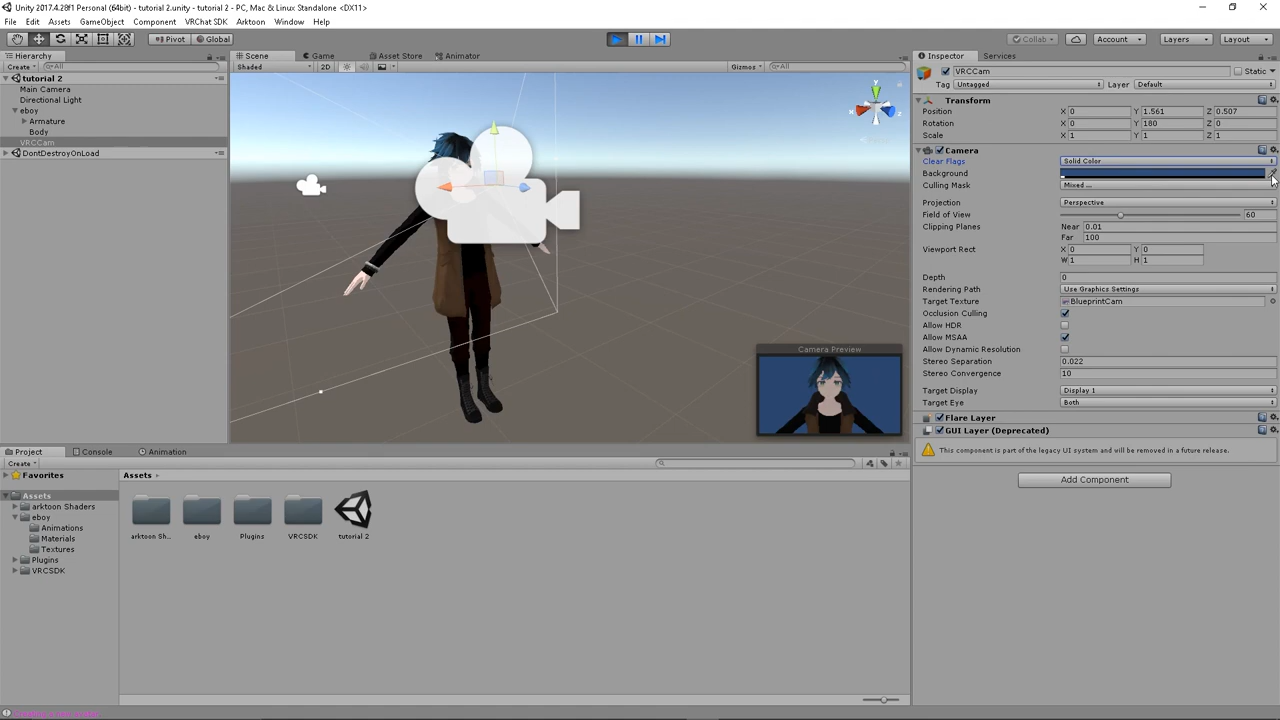 Unity 2017.4.28f1 Personal (64bit) - tutorial 2.unity - PC, Mac & Linux Standalone <DX11>
File Edit Assets GameObject Component VRChat SDK Arktoon Window Help
Pivot Global Collab Account Layers Layout
Hierarchy
Create All
tutorial 2
Main Camera
Directional Light
eboy
Armature
Body
VRCCam
DontDestroyOnLoad
Scene Game Asset Store Animator
Shaded 2D Gizmos All
Y
Z
Camera Preview
Inspector Services
VRCCam Static
Tag Untagged Layer Default
Transform
Position X 0 Y 1.561 Z 0.507
Rotation X 0 Y 180 Z 0
Scale X 1 Y 1 Z 1
Camera
Clear Flags Solid Color
Background
Culling Mask Mixed ...
Projection Perspective
Field of View 60
Clipping Planes Near 0.01
Far 100
Viewport Rect X 0 Y 0
W 1 H 1
Depth 0
Rendering Path Use Graphics Settings
Target Texture BlueprintCam
Occlusion Culling
Allow HDR
Allow MSAA
Allow Dynamic Resolution
Stereo Separation 0.022
Stereo Convergence 10
Target Display Display 1
Target Eye Both
Flare Layer
GUI Layer (Deprecated)
This component is part of the legacy UI system and will be removed in a future release.
Add Component
Project Console Animation
Create
Favorites
Assets
arktoon Shaders
eboy
Animations
Materials
Textures
Plugins
VRCSDK
Assets
arktoon Sh... eboy Plugins VRCSDK tutorial 2